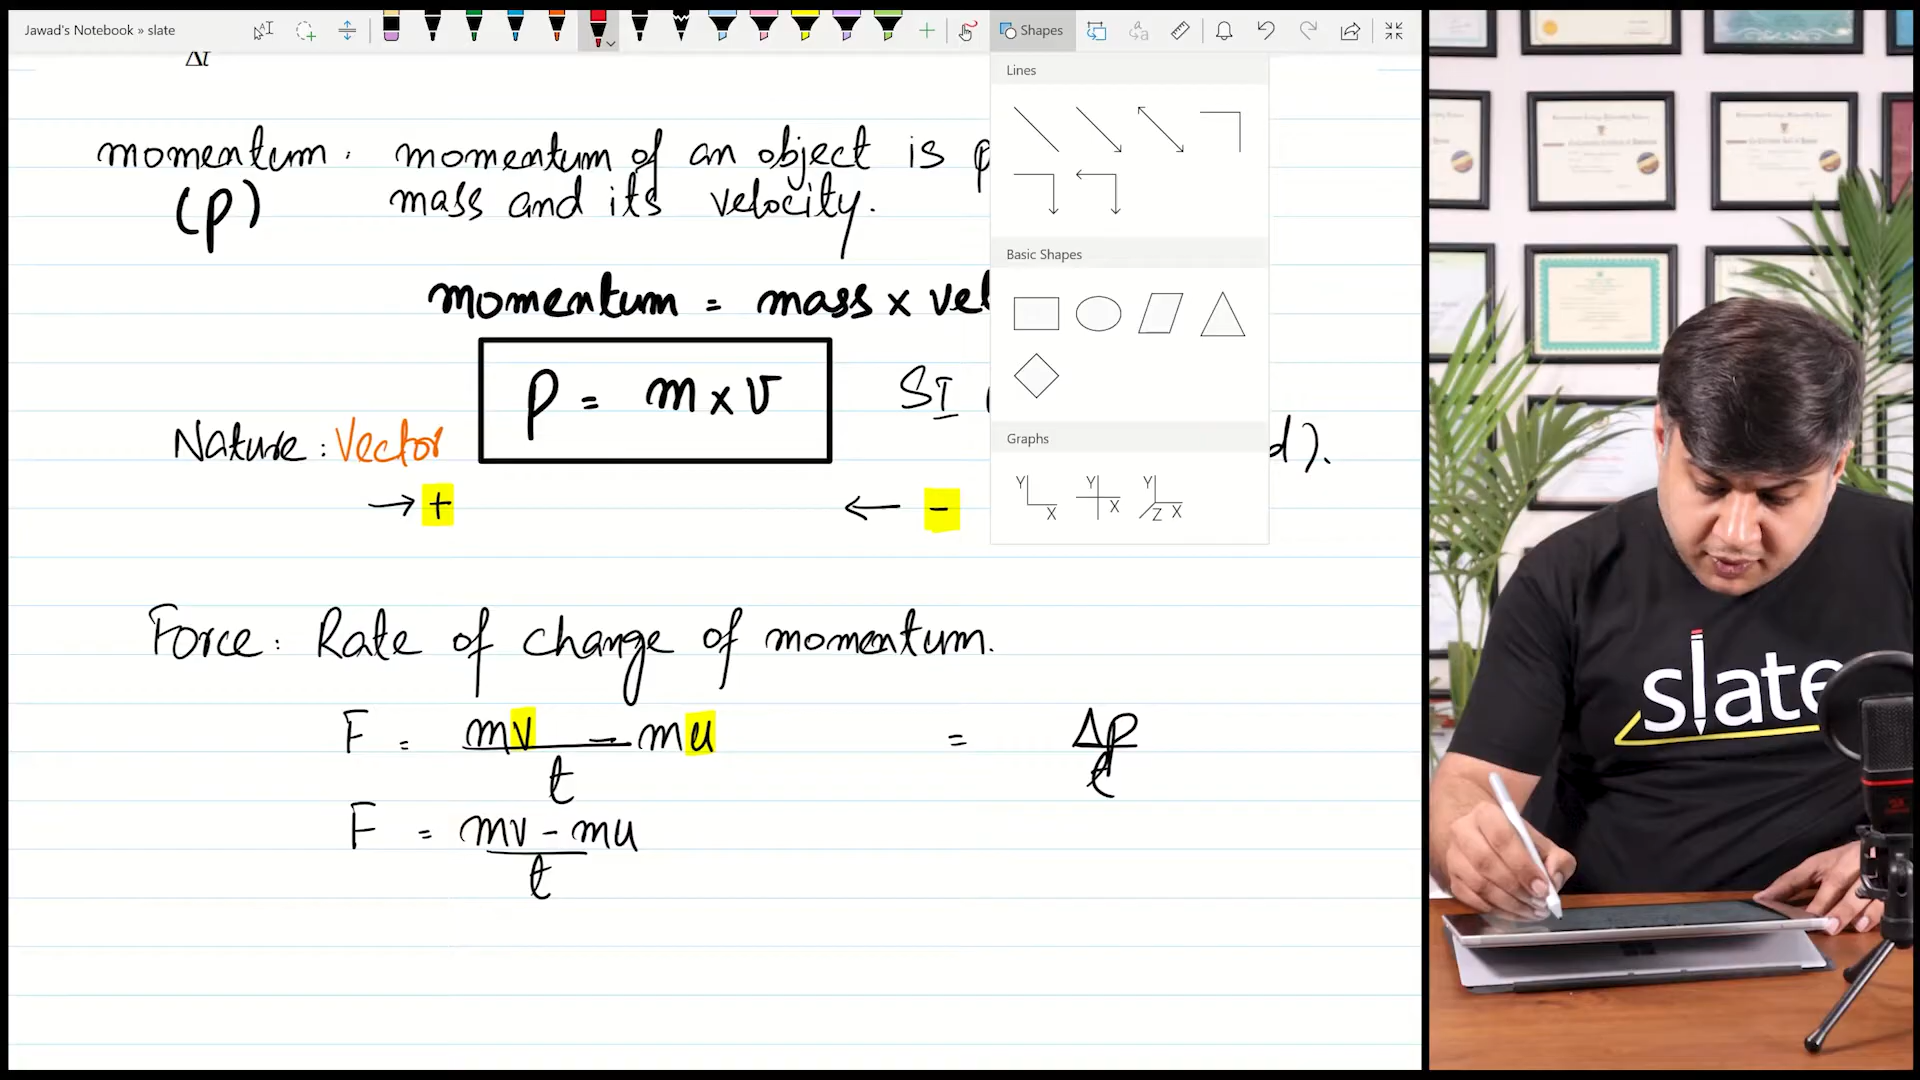 Jawad's Notebook » slate
Shapes
Δt
Lines
momentum. momentum of an object is p
(p) mass and its velocity.
Basic Shapes
momentum = mass x vel
p = m x v
SI
Nature: Vector
d).
Graphs
Y X Y X Y Z X
→ +
← -
Force: Rate of change of momentum.
F = mv - mu / t = Δp / t
F = mv - mu / t
slate